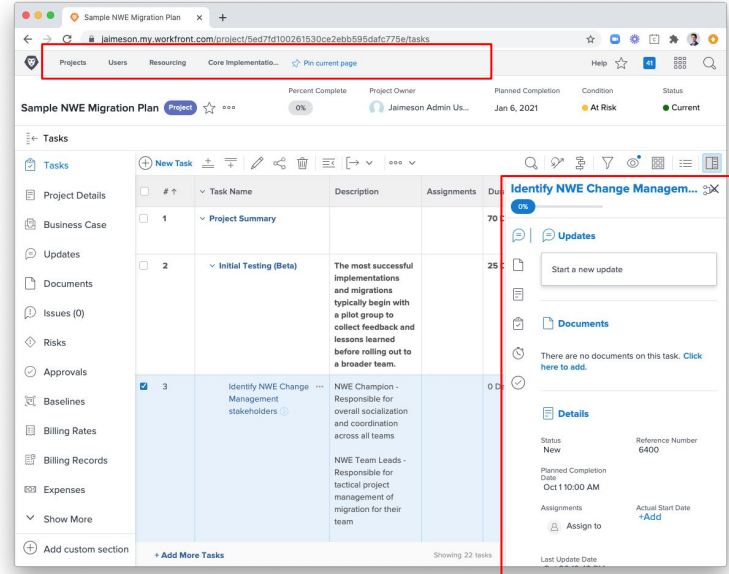 Sample NWE Migration Plan
jaimeson.my.workfront.com/project/5ed7fd100261530ce2ebb595dafc775e/tasks
Projects Users Resourcing Core Implementatio... Pin current page
Help 41
Percent Complete Project Owner Planned Completion Condition Status
Sample NWE Migration Plan Project 0% Jaimeson Admin Us... Jan 6, 2021 At Risk Current
Tasks
Tasks
Project Details
Business Case
Updates
Documents
Issues (0)
Risks
Approvals
Baselines
Billing Rates
Billing Records
Expenses
Show More
Add custom section
New Task
# Task Name Description Assignments
1 Project Summary 70
2 Initial Testing (Beta) 25
The most successful
implementations
and migrations
typically begin with
a pilot group to
collect feedback and
lessons learned
before rolling out to
a broader team.
3 Identify NWE Change
Management
stakeholders
NWE Champion -
Responsible for
overall socialization
and coordination
across all teams
NWE Team Leads -
Responsible for
tactical project
management of
migration for their
team
+ Add More Tasks Showing 22 tasks
Identify NWE Change Managem...
0%
Updates
Start a new update
Documents
There are no documents on this task. Click
here to add.
Details
Status Reference Number
New 6400
Planned Completion
Date
Oct 1 10:00 AM
Assignments Actual Start Date
Assign to +Add
Last Update Date